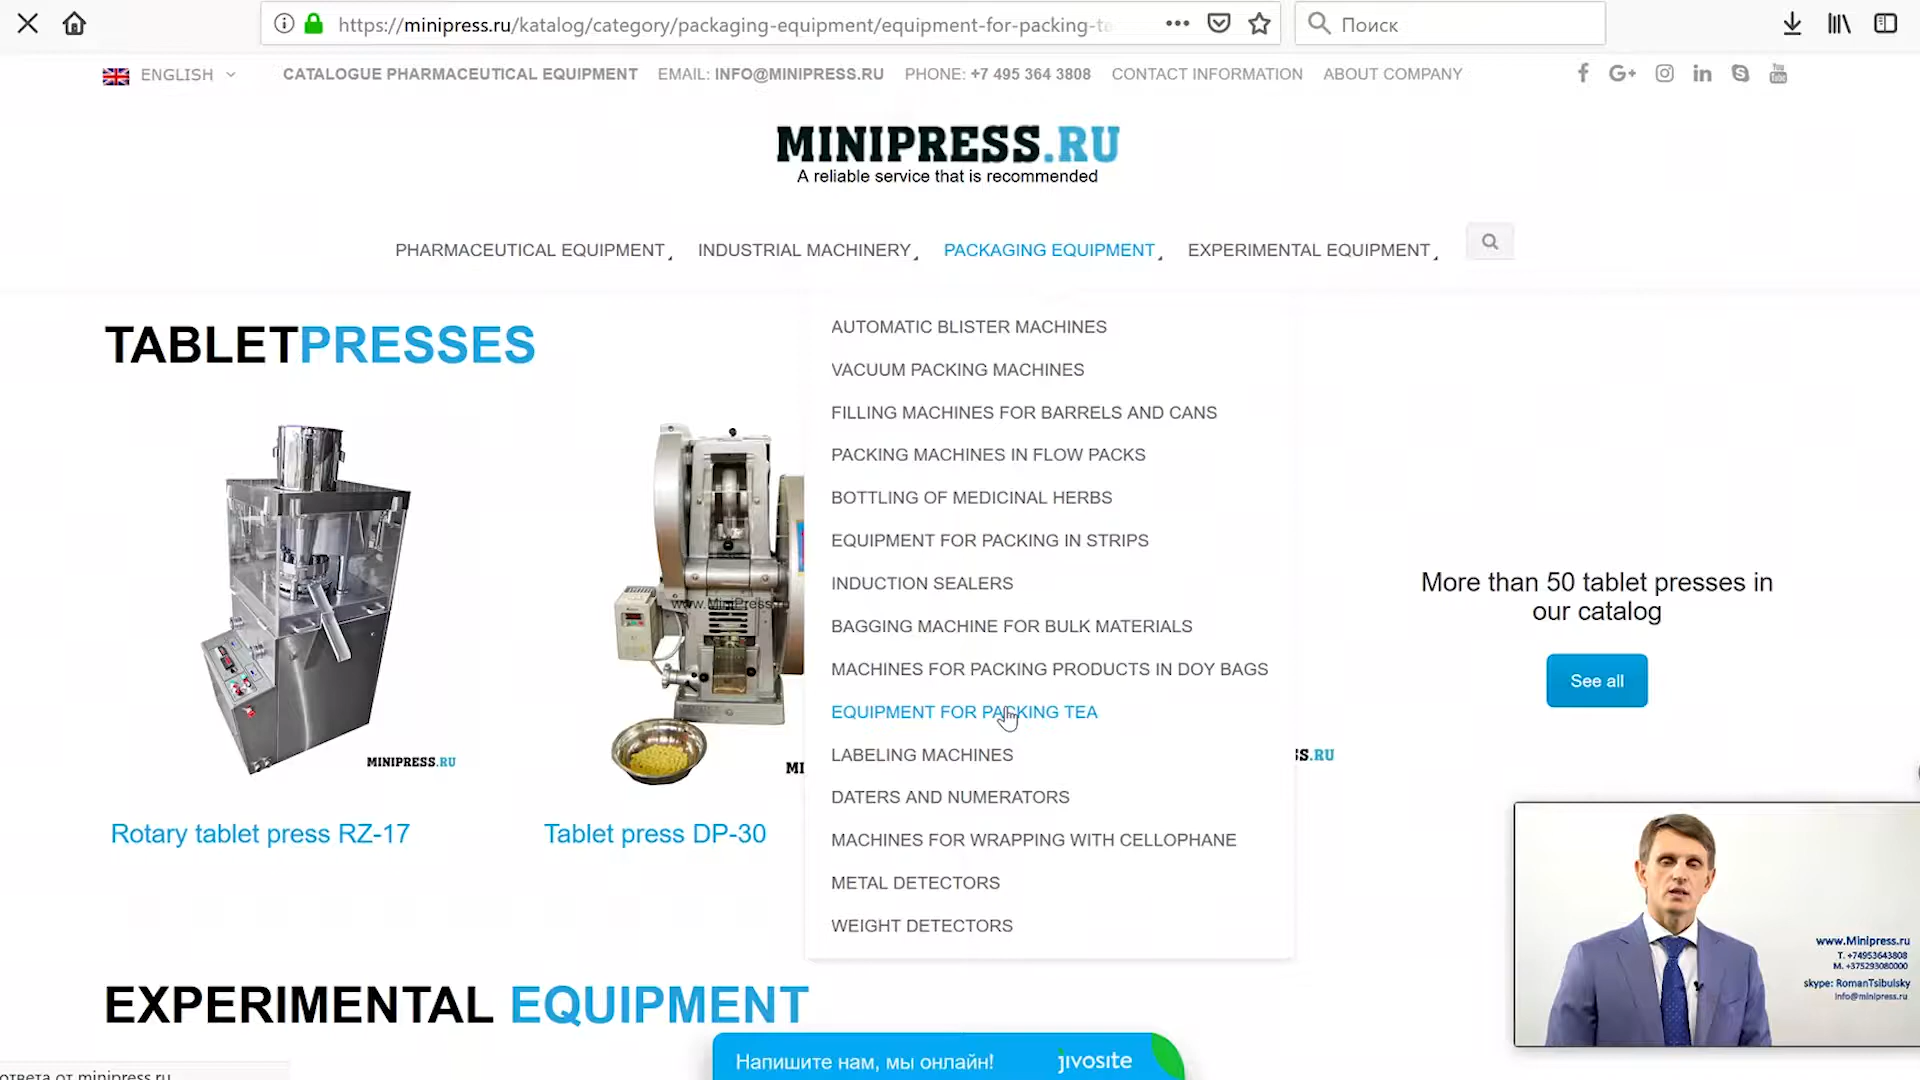 https://minipress.ru/katalog/category/packaging-equipment/equipment-for-packing-t
Поиск
ENGLISH
CATALOGUE PHARMACEUTICAL EQUIPMENT
EMAIL: INFO@MINIPRESS.RU
PHONE: +7 495 364 3808
CONTACT INFORMATION
ABOUT COMPANY
MINIPRESS.RU
A reliable service that is recommended
PHARMACEUTICAL EQUIPMENT
INDUSTRIAL MACHINERY
PACKAGING EQUIPMENT
EXPERIMENTAL EQUIPMENT
TABLETPRESSES
AUTOMATIC BLISTER MACHINES
VACUUM PACKING MACHINES
FILLING MACHINES FOR BARRELS AND CANS
PACKING MACHINES IN FLOW PACKS
BOTTLING OF MEDICINAL HERBS
EQUIPMENT FOR PACKING IN STRIPS
INDUCTION SEALERS
BAGGING MACHINE FOR BULK MATERIALS
MACHINES FOR PACKING PRODUCTS IN DOY BAGS
EQUIPMENT FOR PACKING TEA
LABELING MACHINES
DATERS AND NUMERATORS
MACHINES FOR WRAPPING WITH CELLOPHANE
METAL DETECTORS
WEIGHT DETECTORS
www.MiniPress.ru
MINIPRESS.RU
MI
S.RU
More than 50 tablet presses in
our catalog
See all
Rotary tablet press RZ-17
Tablet press DP-30
www.Minipress.ru
T. +74953643808
M. +375293080000
skype: RomanTsibulsky
info@minipress.ru
EXPERIMENTAL EQUIPMENT
Напишите нам, мы онлайн!
jivosite
ответа от minipress.ru